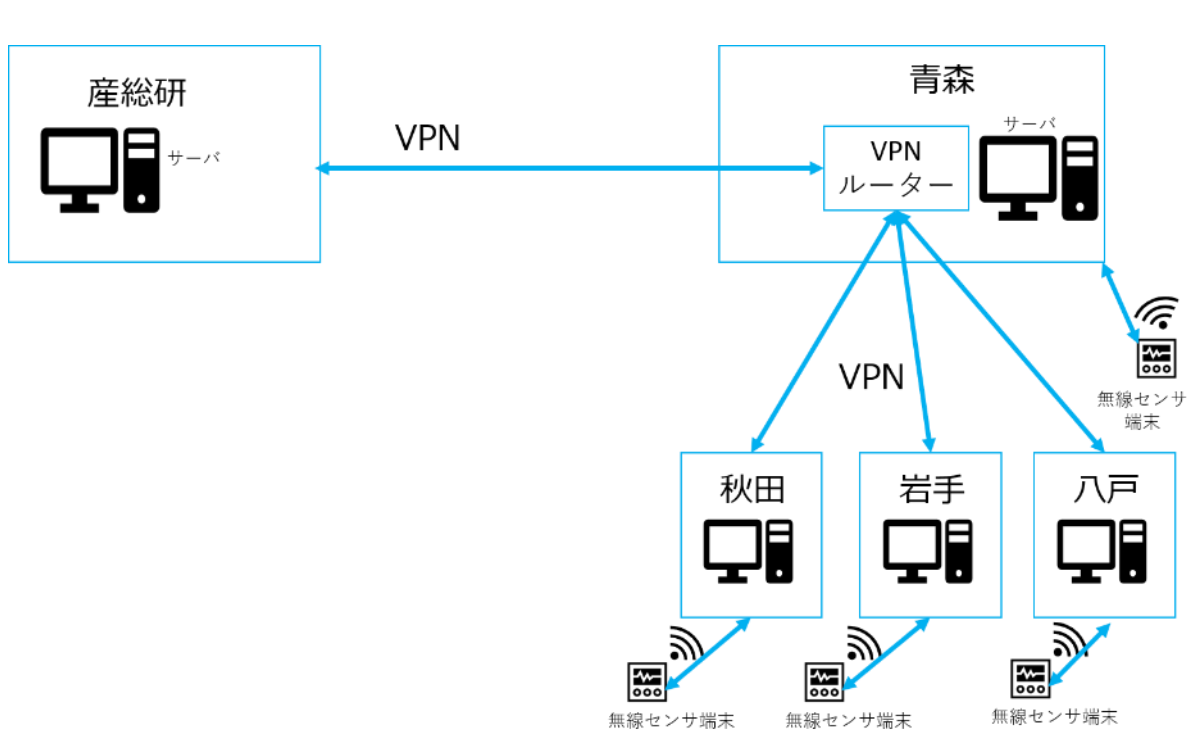 産総研
サーバ
VPN
青森
サーバ
VPN
ルーター
無線センサ
端末
VPN
秋田
岩手
八戸
無線センサ端末
無線センサ端末
無線センサ端末